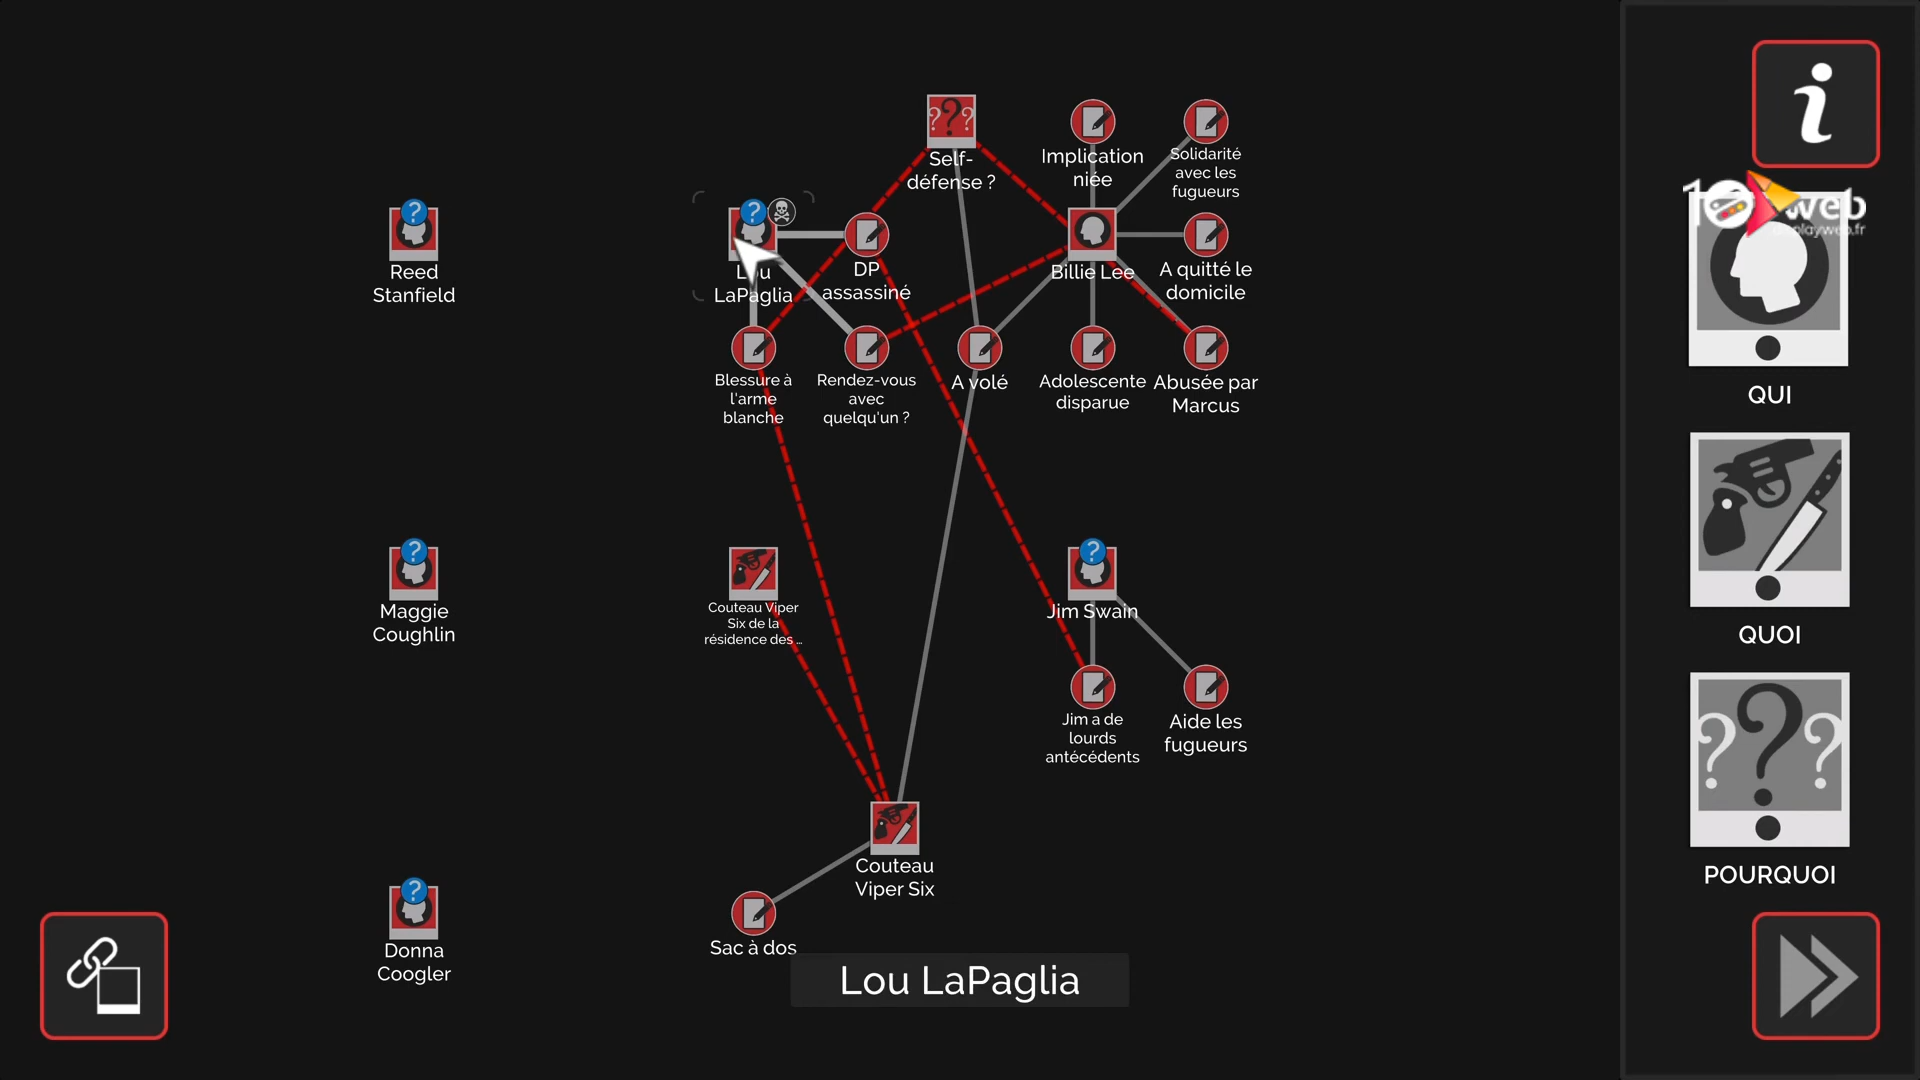 Self-
défense ?
Implication
niée
Solidarité
avec les
fugueurs
Reed
Stanfield
Lou
LaPaglia
DP
assassiné
Billie Lee
A quitté le
domicile
Blessure à
l'arme
blanche
Rendez-vous
avec
quelqu'un ?
A volé
Adolescente
disparue
Abusée par
Marcus
Maggie
Coughlin
Couteau Viper
Six de la
résidence des ...
Jim Swain
Jim a de
lourds
antécédents
Aide les
fugueurs
Couteau
Viper Six
Donna
Coogler
Sac à dos
Lou LaPaglia
i
web
QUI
QUOI
POURQUOI